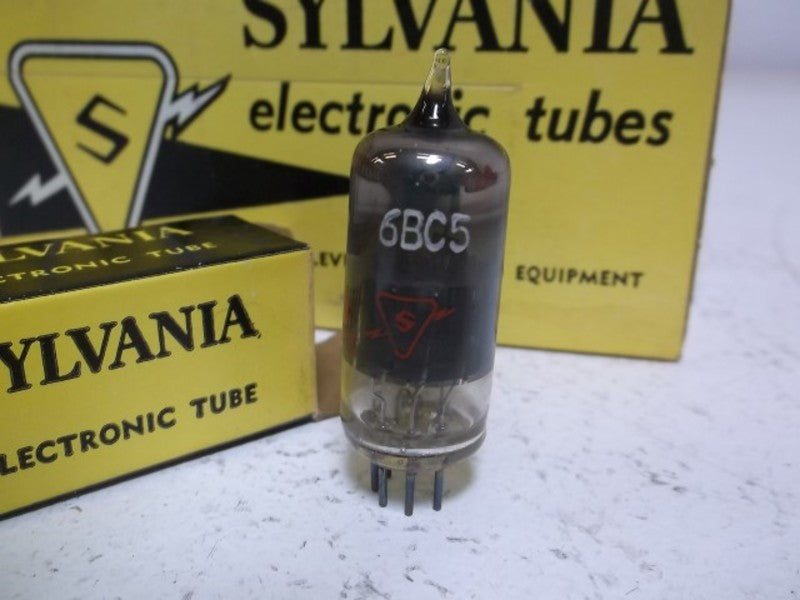 SYLVANIA
electronic tubes
EQUIPMENT
S
6BC5
S
SYLVANIA
ELECTRONIC TUBE
YLVANIA
ELECTRONIC TUBE